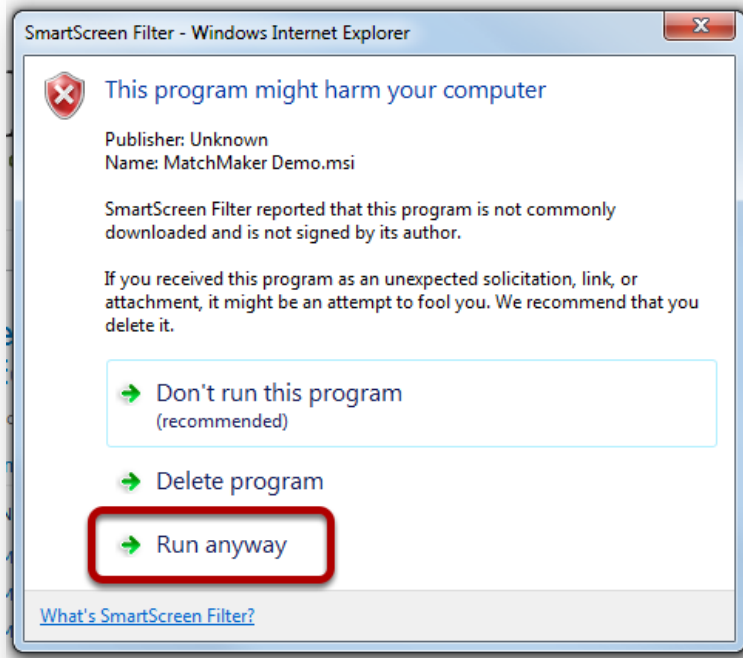 SmartScreen Filter - Windows Internet Explorer
This program might harm your computer
Publisher: Unknown
Name: MatchMaker Demo.msi
SmartScreen Filter reported that this program is not commonly
downloaded and is not signed by its author.
If you received this program as an unexpected solicitation, link, or
attachment, it might be an attempt to fool you. We recommend that you
delete it.
Don't run this program
(recommended)
Delete program
Run anyway
What's SmartScreen Filter?